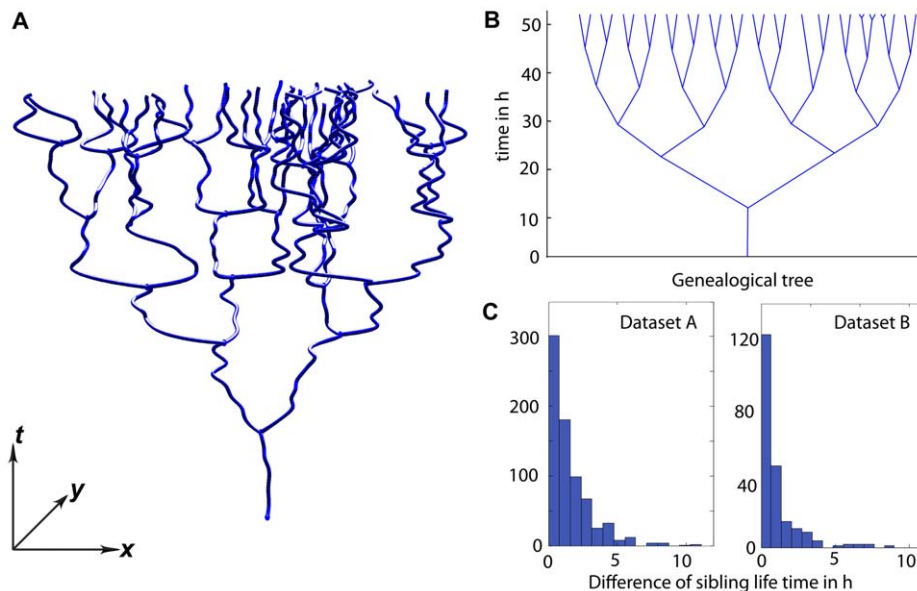 A
t
y
x
B
time in h
50
40
30
20
10
0
Genealogical tree
C
Dataset A
300
200
100
0
0
5
10
Dataset B
120
80
40
0
0
5
10
Difference of sibling life time in h